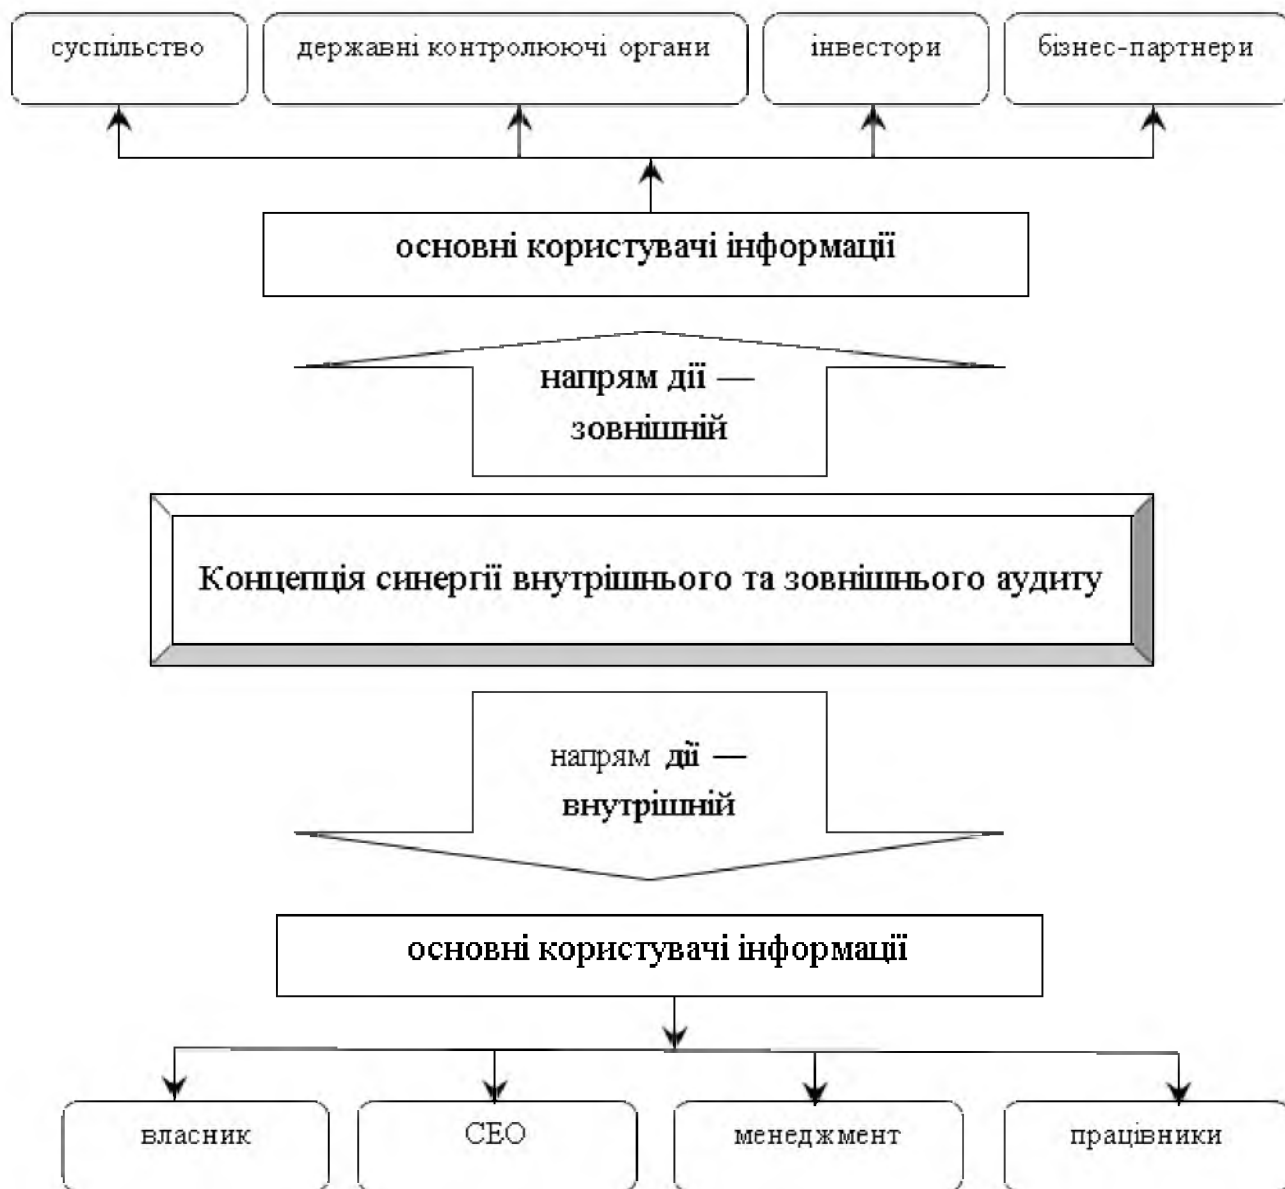 суспільство
державні контролюючі органи
інвестори
бізнес-партнери
основні користувачі інформації
напрям дії —
зовнішній
Концепція синергії внутрішнього та зовнішнього аудиту
напрям дії —
внутрішній
основні користувачі інформації
власник
СЕО
менеджмент
працівники